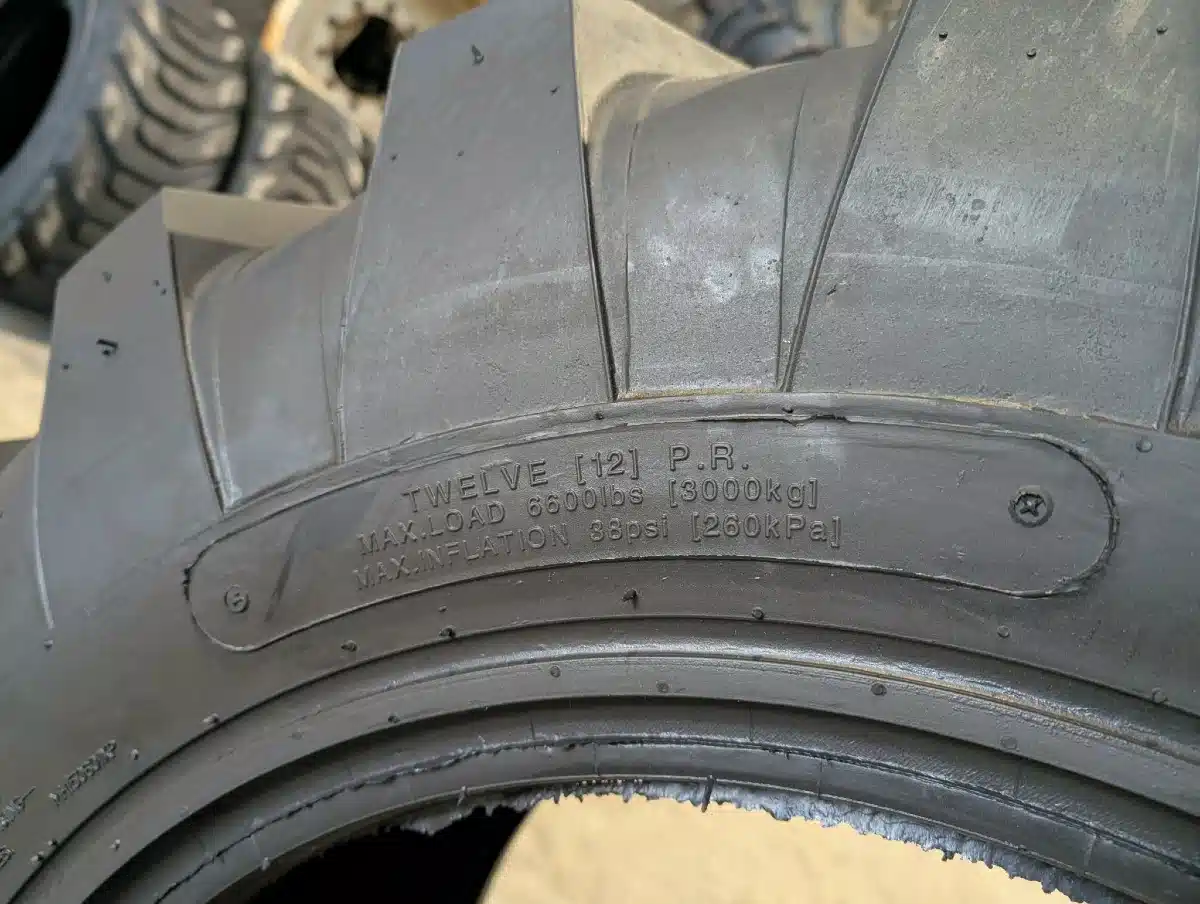 TWELVE [12] P.R.
MAX.LOAD 6600lbs [3000kg]
MAX.INFLATION 38psi [260kPa]